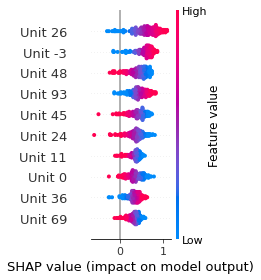 High
Unit 26
Unit -3
Unit 48
Unit 93
Unit 45
Unit 24
Unit 11
Unit 0
Unit 36
Unit 69
Feature value
Low
0 1
SHAP value (impact on model output)